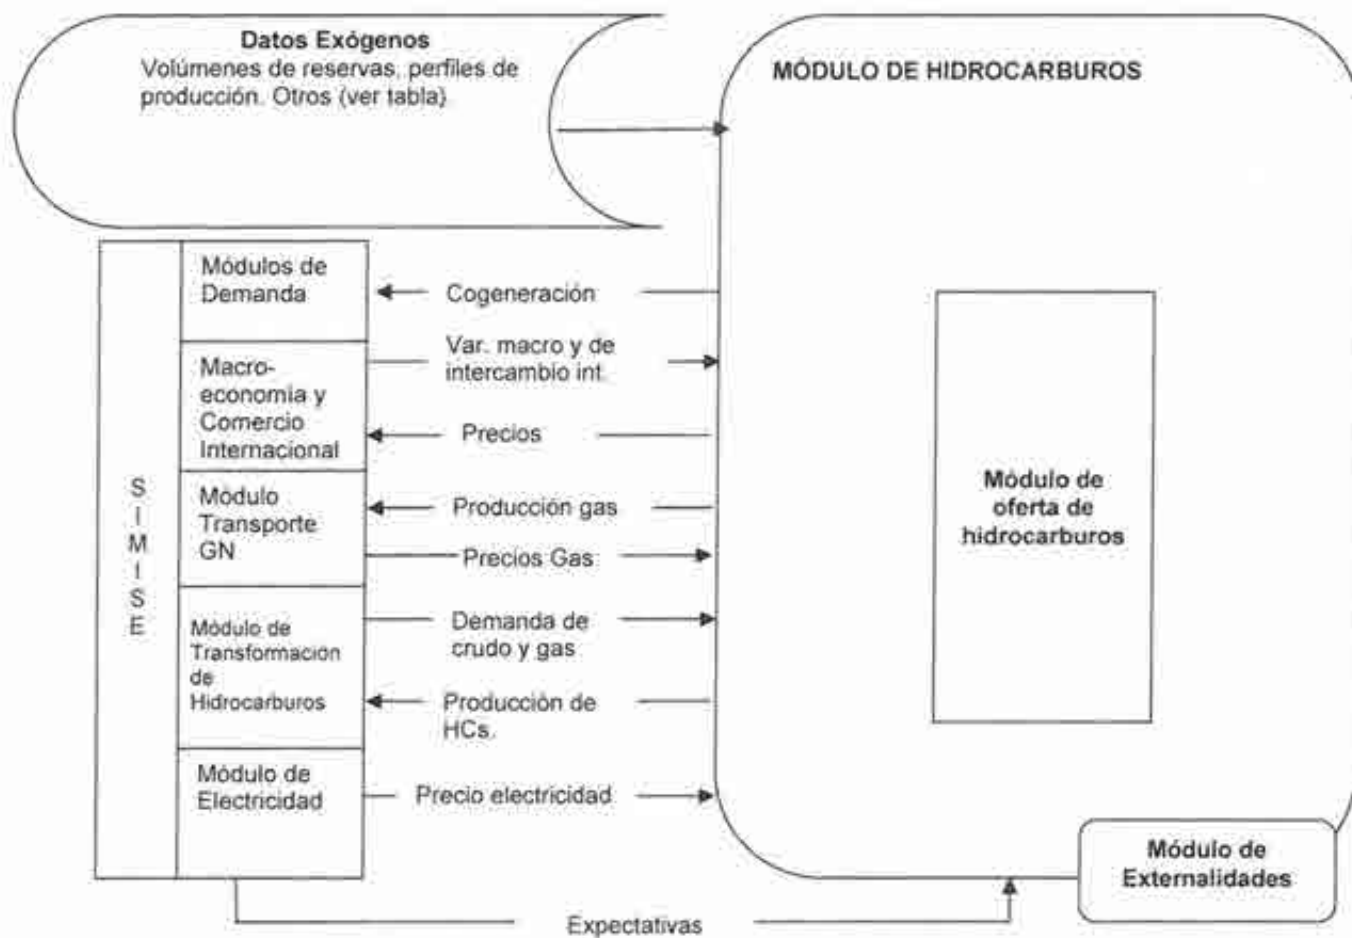 Datos Exógenos
Volúmenes de reservas, perfiles de
producción. Otros (ver tabla).
MÓDULO DE HIDROCARBUROS
SIMISE
Módulos de
Demanda
Cogeneración
Macro-
economía y
Comercio
Internacional
Var. macro y de
intercambio int.
Precios
Módulo
Transporte
GN
Producción gas
Precios Gas
Módulo de
Transformación
de
Hidrocarburos
Demanda de
crudo y gas
Producción de
HCs.
Módulo de
Electricidad
Precio electricidad
Módulo de
oferta de
hidrocarburos
Módulo de
Externalidades
Expectativas